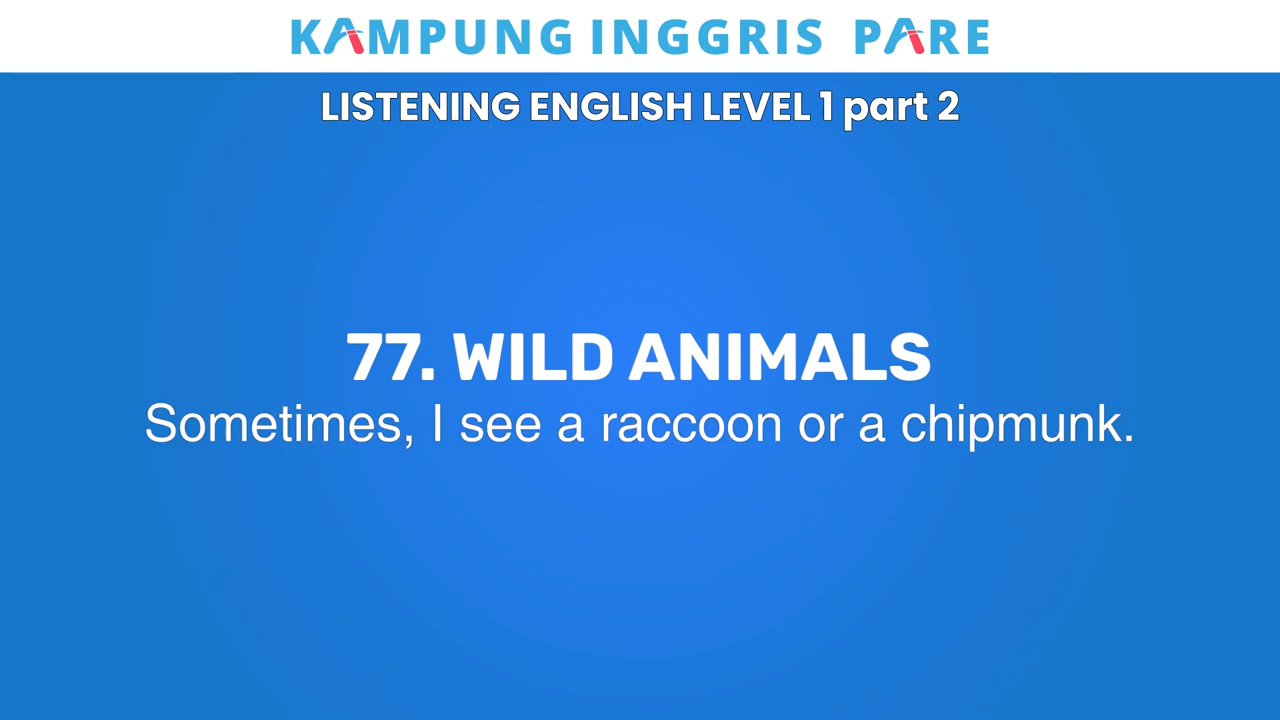 KAMPUNG INGGRIS PARE
LISTENING ENGLISH LEVEL 1 part 2
77. WILD ANIMALS
Sometimes, I see a raccoon or a chipmunk.